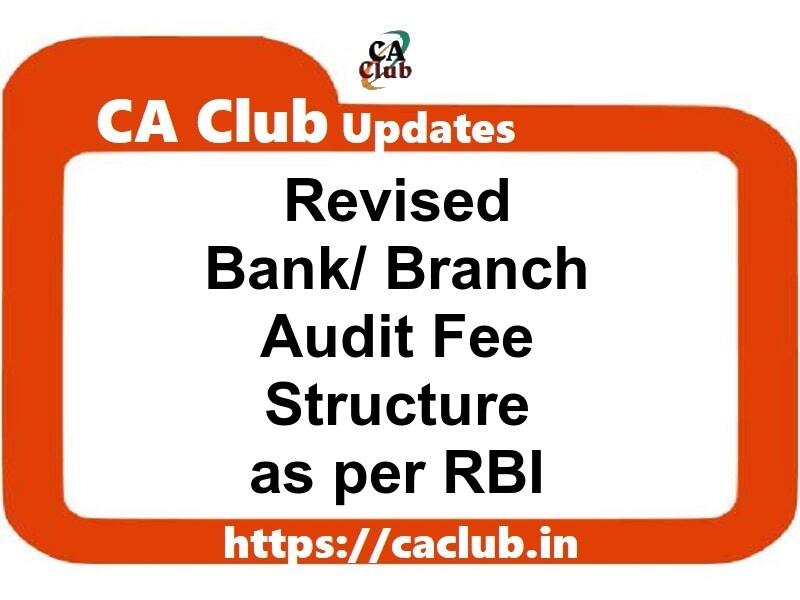 CA
Club
CA Club Updates
Revised
Bank/ Branch
Audit Fee
Structure
as per RBI
https://caclub.in